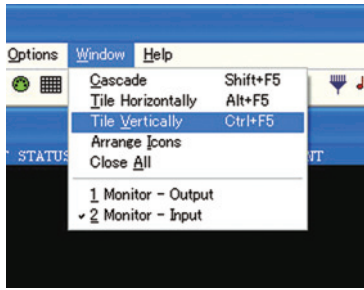 Options Window Help
Cascade Shift+F5
Tile Horizontally Alt+F5
Tile Vertically Ctrl+F5
STATUS
Arrange Icons
Close All
1 Monitor - Output
✓ 2 Monitor - Input